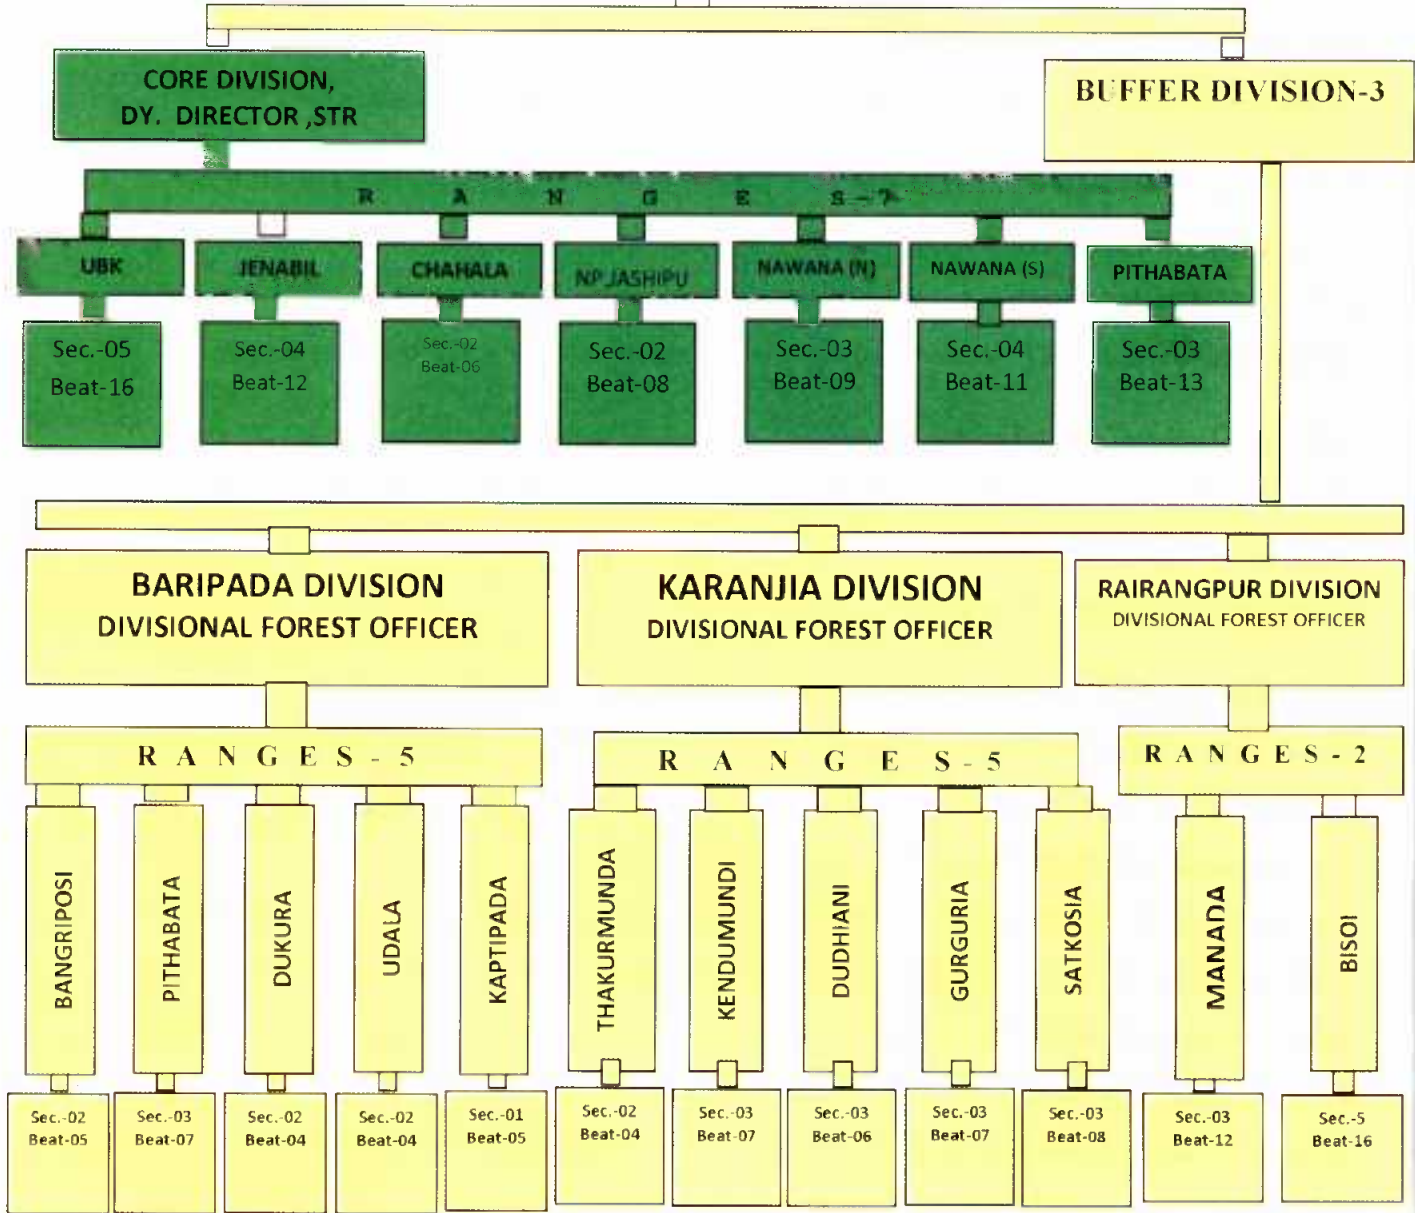 CORE DIVISION,
DY. DIRECTOR ,STR
BUFFER DIVISION-3
R A N G E S-7
UBK
JENABIL
CHAHALA
NP.JASHIPU
NAWANA (N)
NAWANA (S)
PITHABATA
Sec.-05
Beat-16
Sec.-04
Beat-12
Sec.-02
Beat-06
Sec.-02
Beat-08
Sec.-03
Beat-09
Sec.-04
Beat-11
Sec.-03
Beat-13
BARIPADA DIVISION
DIVISIONAL FOREST OFFICER
KARANJIA DIVISION
DIVISIONAL FOREST OFFICER
RAIRANGPUR DIVISION
DIVISIONAL FOREST OFFICER
R A N G E S - 5
R A N G E S-5
R A N G E S - 2
BANGRIPOSI
PITHABATA
DUKURA
UDALA
KAPTIPADA
THAKURMUNDA
KENDUMUNDI
DUDHIANI
GURGURIA
SATKOSIA
MANADA
BISOI
Sec.-02
Beat-05
Sec.-03
Beat-07
Sec.-02
Beat-04
Sec.-02
Beat-04
Sec.-01
Beat-05
Sec.-02
Beat-04
Sec.-03
Beat-07
Sec.-03
Beat-06
Sec.-03
Beat-07
Sec.-03
Beat-08
Sec.-03
Beat-12
Sec.-5
Beat-16